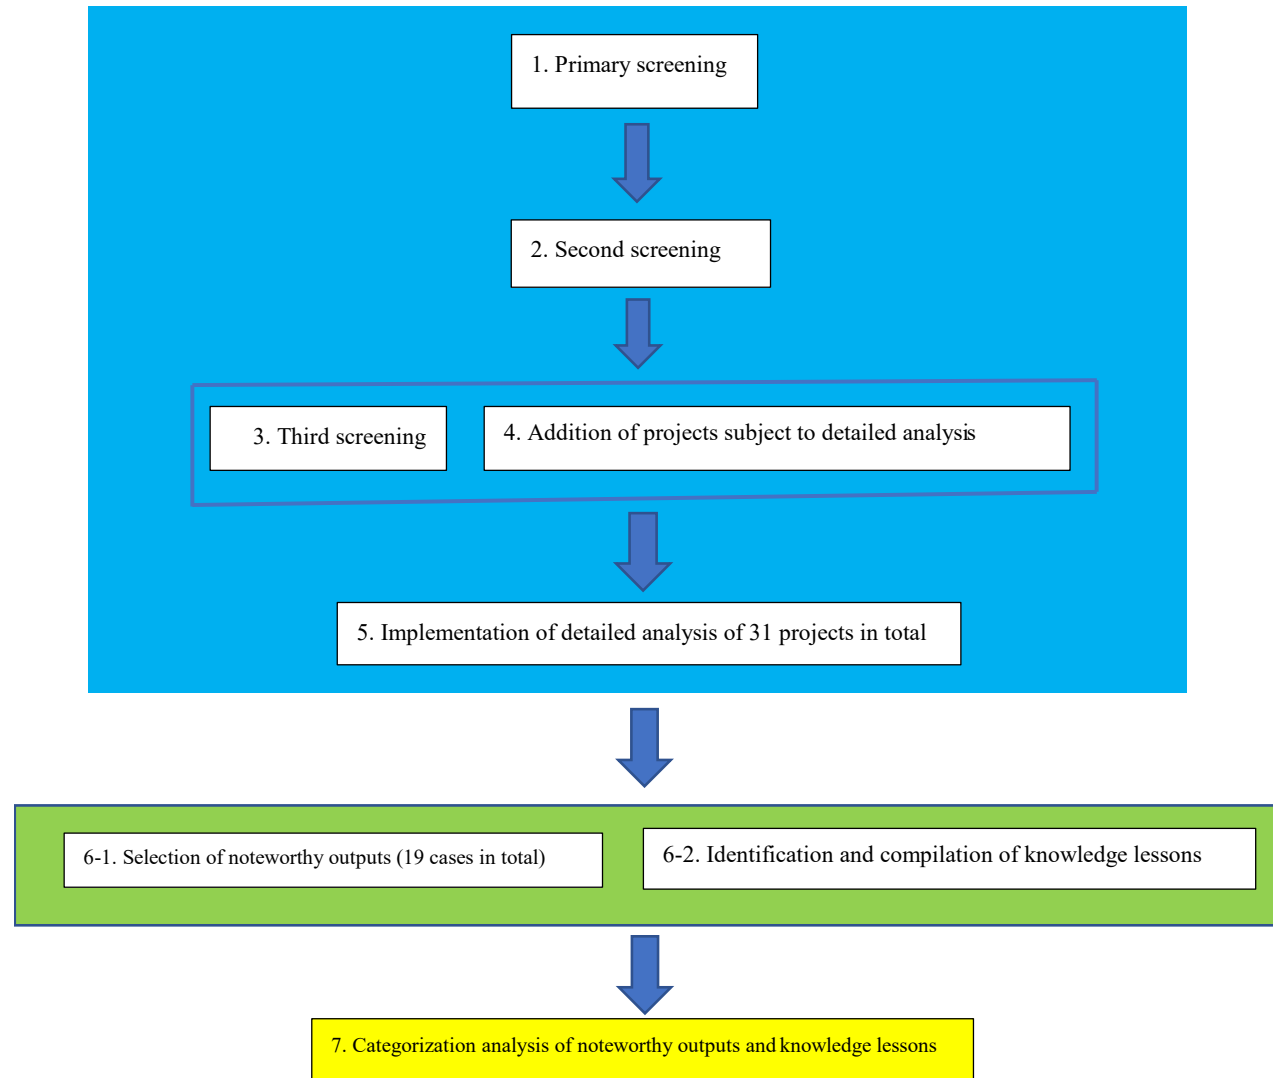 1. Primary screening
2. Second screening
3. Third screening
4. Addition of projects subject to detailed analysis
5. Implementation of detailed analysis of 31 projects in total
6-1. Selection of noteworthy outputs (19 cases in total)
6-2. Identification and compilation of knowledge lessons
7. Categorization analysis of noteworthy outputs and knowledge lessons